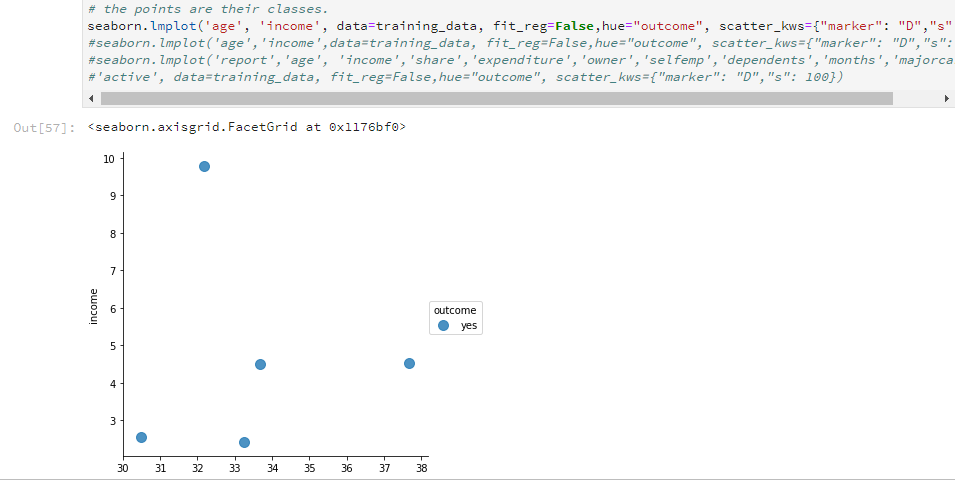 # the points are their classes.
seaborn.lmplot('age', 'income', data=training_data, fit_reg=False,hue="outcome", scatter_kws={"marker": "D","s"
#seaborn.lmplot('age','income',data=training_data, fit_reg=False,hue="outcome", scatter_kws={"marker": "D","s":
#seaborn.lmplot('report','age', 'income','share','expenditure','owner','selfemp','dependents','months','majorca
#'active', data=training_data, fit_reg=False,hue="outcome", scatter_kws={"marker": "D","s": 100})
Out[57]: <seaborn.axisgrid.FacetGrid at 0x1176bf0>
10
9
8
7
6
5
4
3
income
outcome
yes
30 31 32 33 34 35 36 37 38